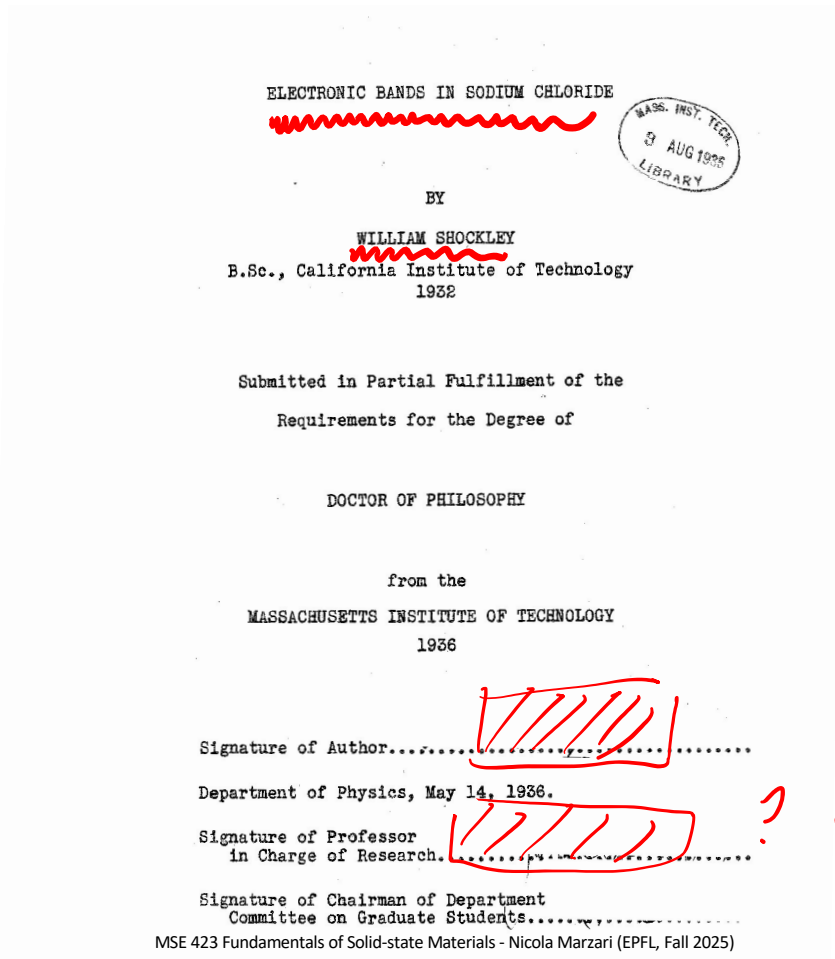 ELECTRONIC BANDS IN SODIUM CHLORIDE
MASS. INST. TECH.
3 AUG 1936
LIBRARY
BY
WILLIAM SHOCKLEY
B.Sc., California Institute of Technology
1932
Submitted in Partial Fulfillment of the
Requirements for the Degree of
DOCTOR OF PHILOSOPHY
from the
MASSACHUSETTS INSTITUTE OF TECHNOLOGY
1936
Signature of Author
Department of Physics, May 14, 1936.
?
Signature of Professor
in Charge of Research.
Signature of Chairman of Department
Committee on Graduate Students
MSE 423 Fundamentals of Solid-state Materials - Nicola Marzari (EPFL, Fall 2025)